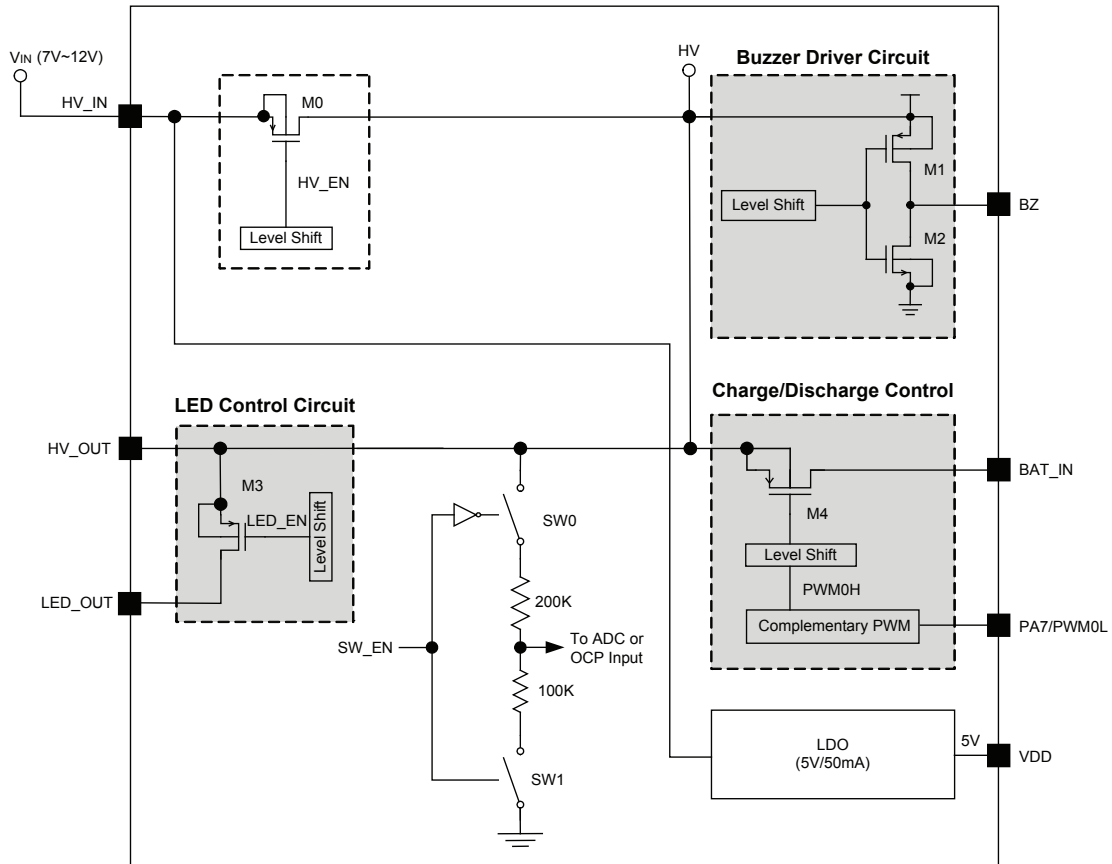 VIN (7V~12V)
HV_IN
M0
HV_EN
Level Shift
HV
Buzzer Driver Circuit
Level Shift
M1
M2
BZ
LED Control Circuit
HV_OUT
M3
LED_EN
Level Shift
LED_OUT
SW0
200K
SW_EN
To ADC or
OCP Input
100K
SW1
Charge/Discharge Control
M4
BAT_IN
Level Shift
PWM0H
Complementary PWM
PA7/PWM0L
LDO
(5V/50mA)
5V
VDD